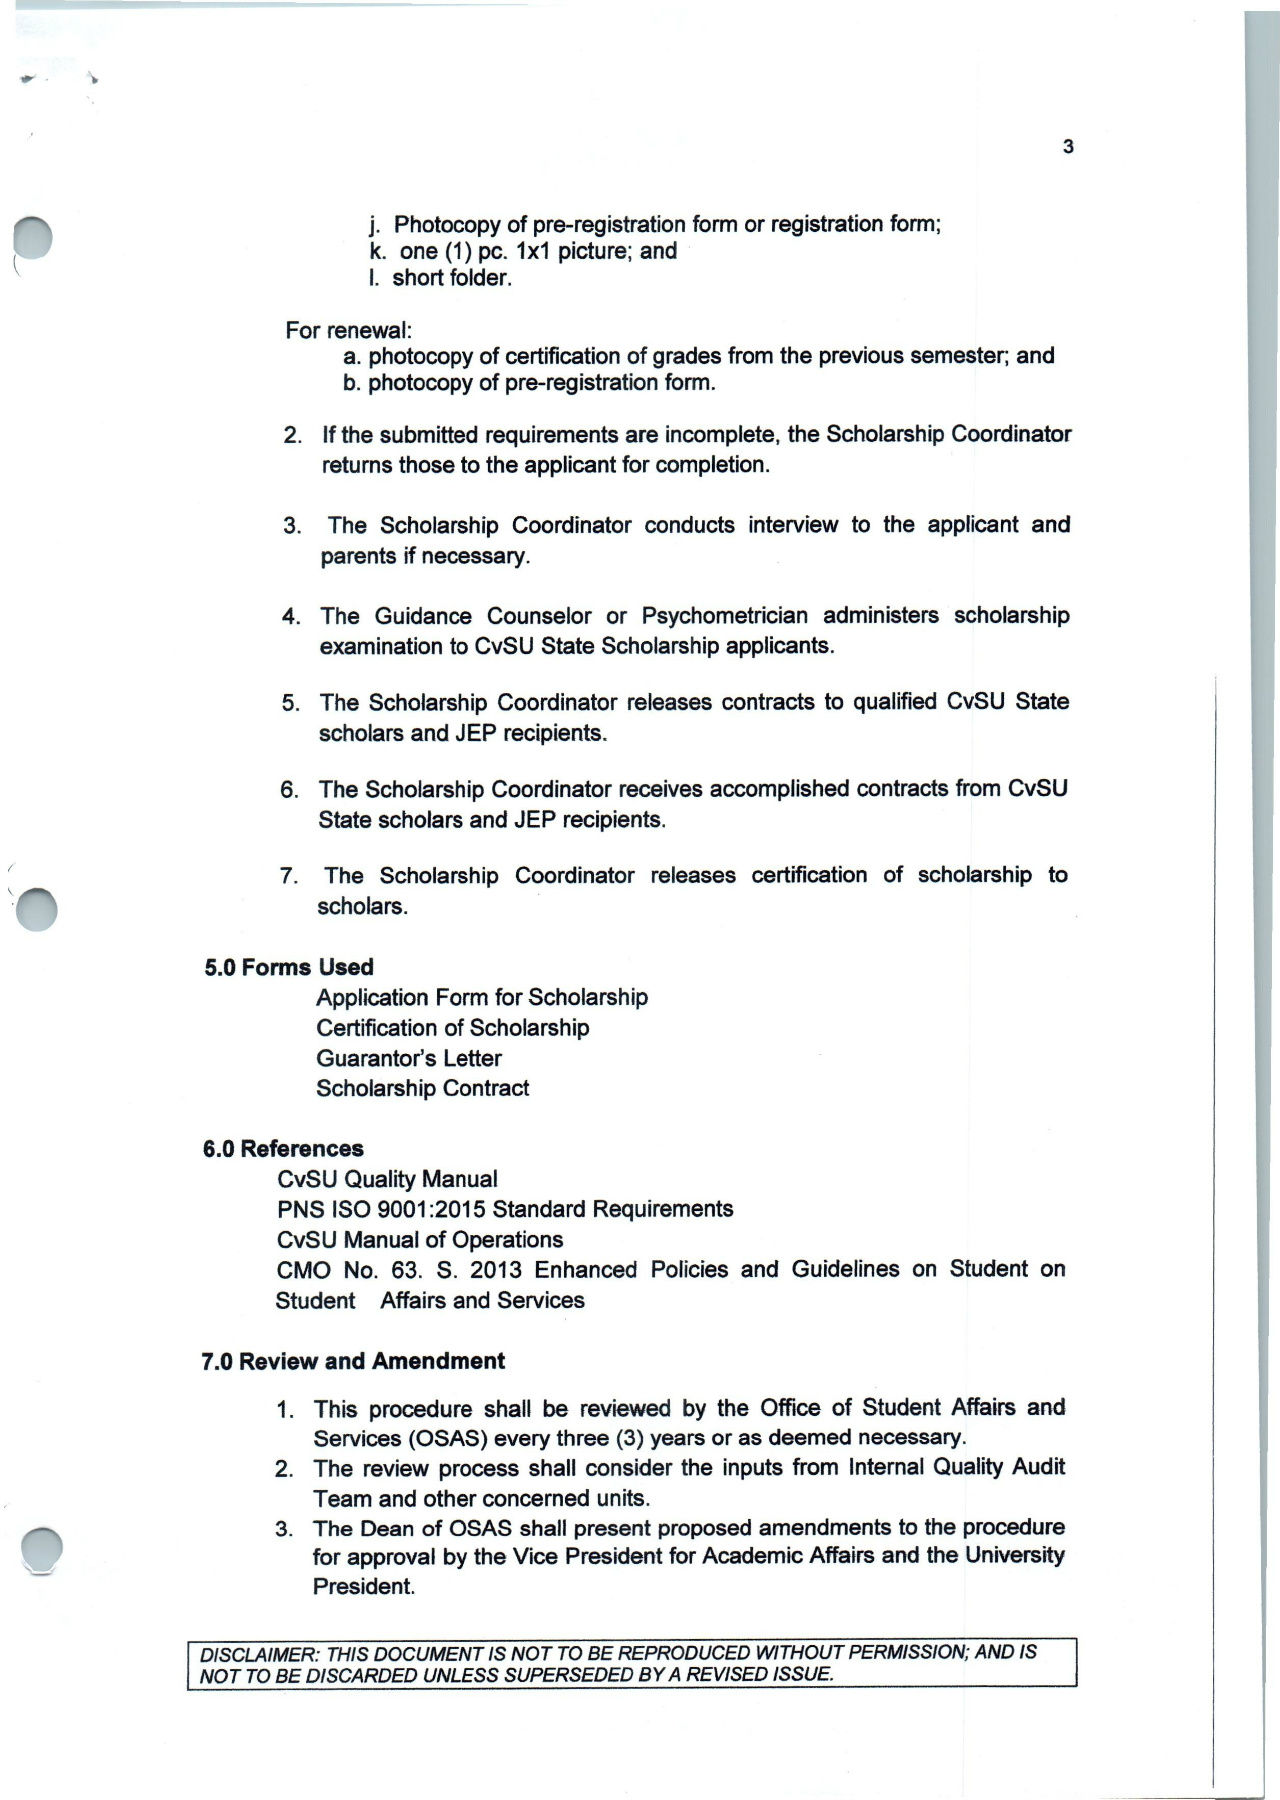 3
j. Photocopy of pre-registration form or registration form;
k. one (1) pc. 1x1 picture; and
l. short folder.
For renewal:
a. photocopy of certification of grades from the previous semester; and
b. photocopy of pre-registration form.
2. If the submitted requirements are incomplete, the Scholarship Coordinator
returns those to the applicant for completion.
3. The Scholarship Coordinator conducts interview to the applicant and
parents if necessary.
4. The Guidance Counselor or Psychometrician administers scholarship
examination to CvSU State Scholarship applicants.
5. The Scholarship Coordinator releases contracts to qualified CvSU State
scholars and JEP recipients.
6. The Scholarship Coordinator receives accomplished contracts from CvSU
State scholars and JEP recipients.
7. The Scholarship Coordinator releases certification of scholarship to
scholars.
5.0 Forms Used
Application Form for Scholarship
Certification of Scholarship
Guarantor's Letter
Scholarship Contract
6.0 References
CvSU Quality Manual
PNS ISO 9001:2015 Standard Requirements
CvSU Manual of Operations
CMO No. 63. S. 2013 Enhanced Policies and Guidelines on Student on
Student Affairs and Services
7.0 Review and Amendment
1. This procedure shall be reviewed by the Office of Student Affairs and
Services (OSAS) every three (3) years or as deemed necessary.
2. The review process shall consider the inputs from Internal Quality Audit
Team and other concerned units.
3. The Dean of OSAS shall present proposed amendments to the procedure
for approval by the Vice President for Academic Affairs and the University
President.
DISCLAIMER: THIS DOCUMENT IS NOT TO BE REPRODUCED WITHOUT PERMISSION; AND IS
NOT TO BE DISCARDED UNLESS SUPERSEDED BY A REVISED ISSUE.